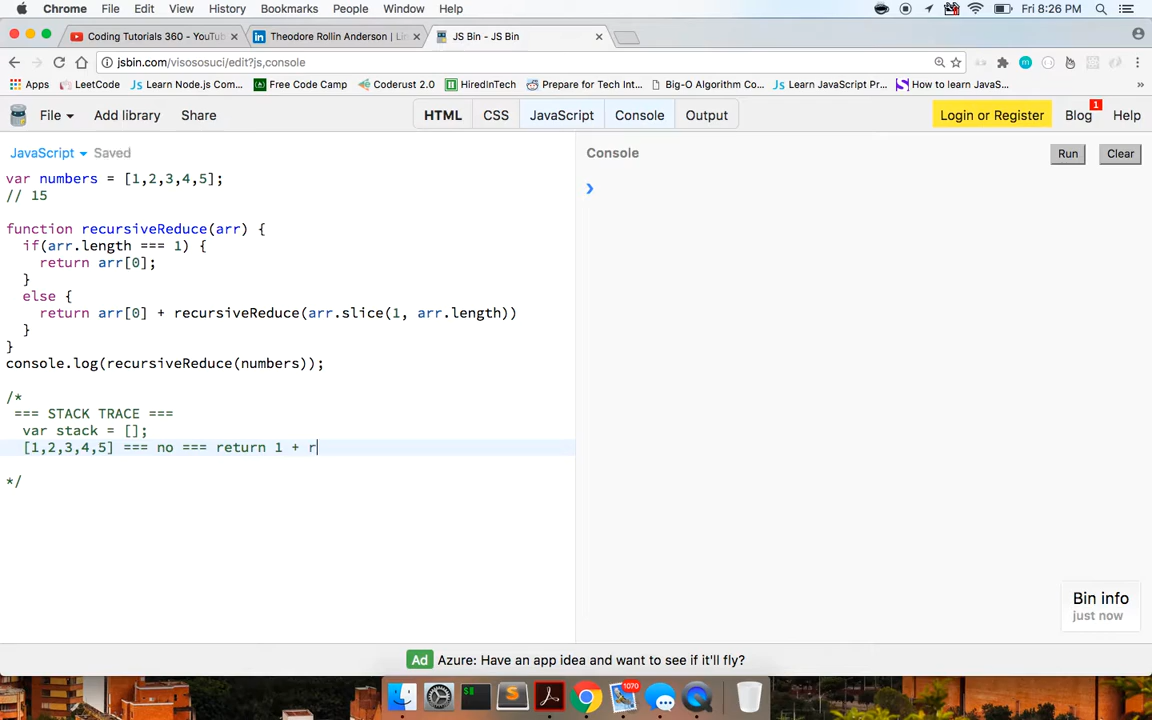 Chrome File Edit View History Bookmarks People Window Help Fri 8:26 PM
Coding Tutorials 360 - YouTub × Theodore Rollin Anderson | Lin × JS Bin - JS Bin ×
jsbin.com/visososuci/edit?js,console
Apps LeetCode Learn Node.js Com... Free Code Camp Coderust 2.0 HiredInTech Prepare for Tech Int... Big-O Algorithm Co... Learn JavaScript Pr... How to learn JavaS... »
File Add library Share HTML CSS JavaScript Console Output Login or Register Blog 1 Help
JavaScript Saved
Console Run Clear
var numbers = [1,2,3,4,5];
// 15
function recursiveReduce(arr) {
if(arr.length === 1) {
return arr[0];
}
else {
return arr[0] + recursiveReduce(arr.slice(1, arr.length))
}
}
console.log(recursiveReduce(numbers));
/*
=== STACK TRACE ===
var stack = [];
[1,2,3,4,5] === no === return 1 + r
*/
Bin info
just now
Ad Azure: Have an app idea and want to see if it'll fly?
1070